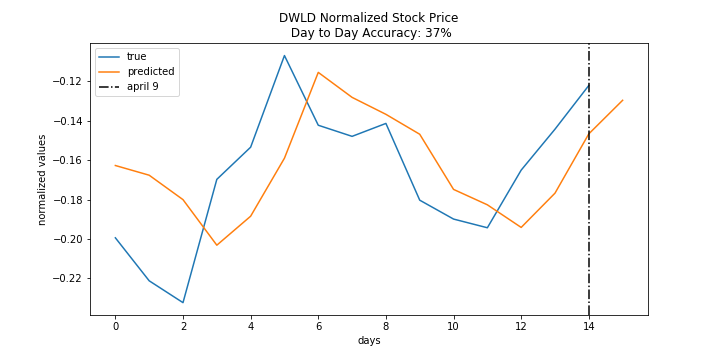 DWLD Normalized Stock Price
Day to Day Accuracy: 37%
true
predicted
april 9
normalized values
−0.12
−0.14
−0.16
−0.18
−0.20
−0.22
0 2 4 6 8 10 12 14
days